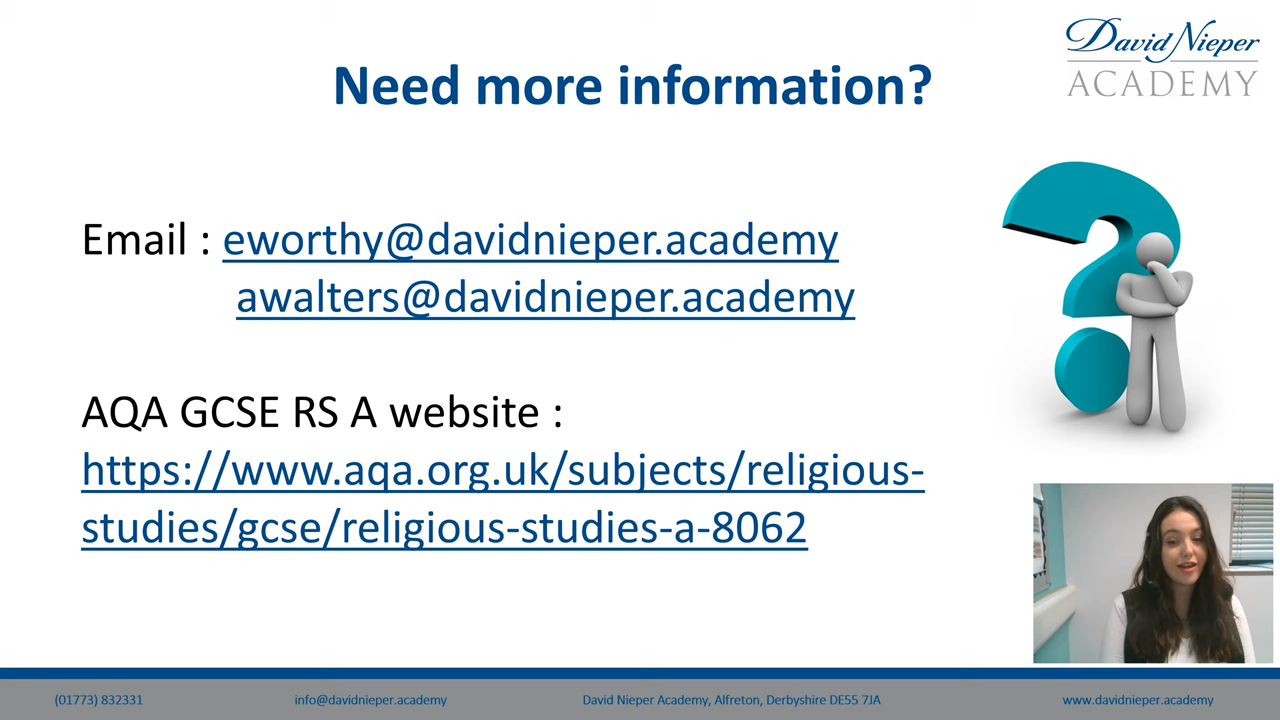 David Nieper
ACADEMY
Need more information?
Email : eworthy@davidnieper.academy
awalters@davidnieper.academy
AQA GCSE RS A website :
https://www.aqa.org.uk/subjects/religious-
studies/gcse/religious-studies-a-8062
(01773) 832331 info@davidnieper.academy David Nieper Academy, Alfreton, Derbyshire DE55 7JA www.davidnieper.academy